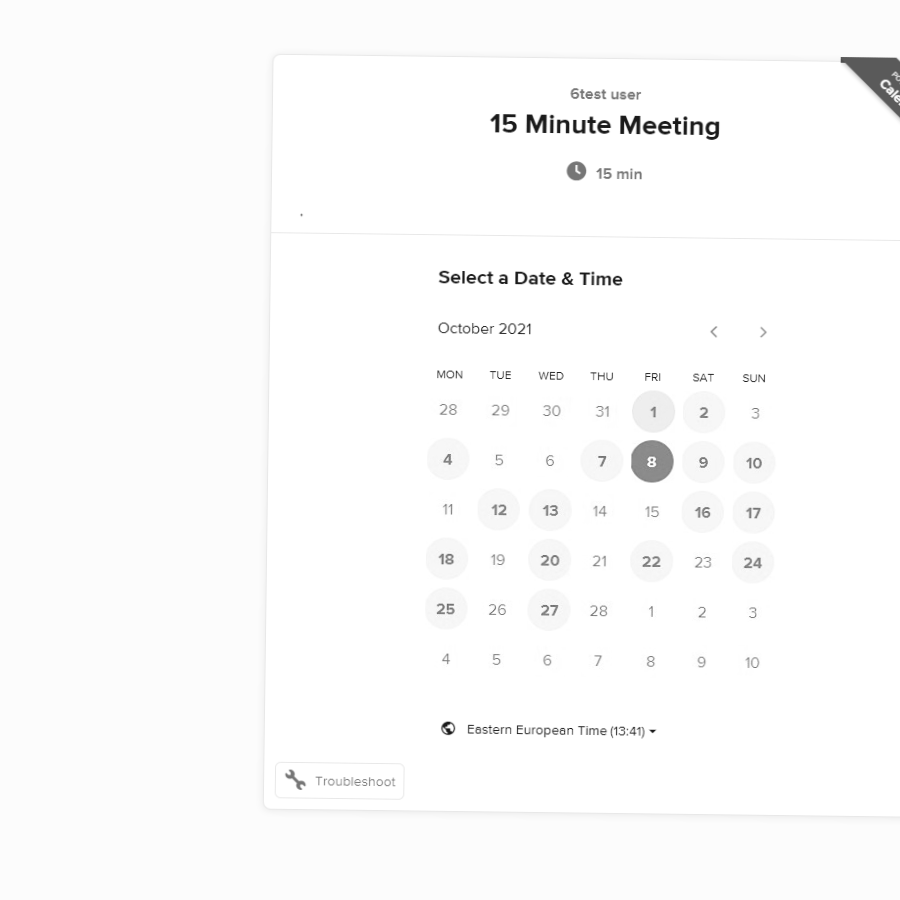 6test user
15 Minute Meeting
15 min
.
Select a Date & Time
October 2021
MON TUE WED THU FRI SAT SUN
28 29 30 31 1 2 3
4 5 6 7 8 9 10
11 12 13 14 15 16 17
18 19 20 21 22 23 24
25 26 27 28 1 2 3
4 5 6 7 8 9 10
Eastern European Time (13:41)
Troubleshoot